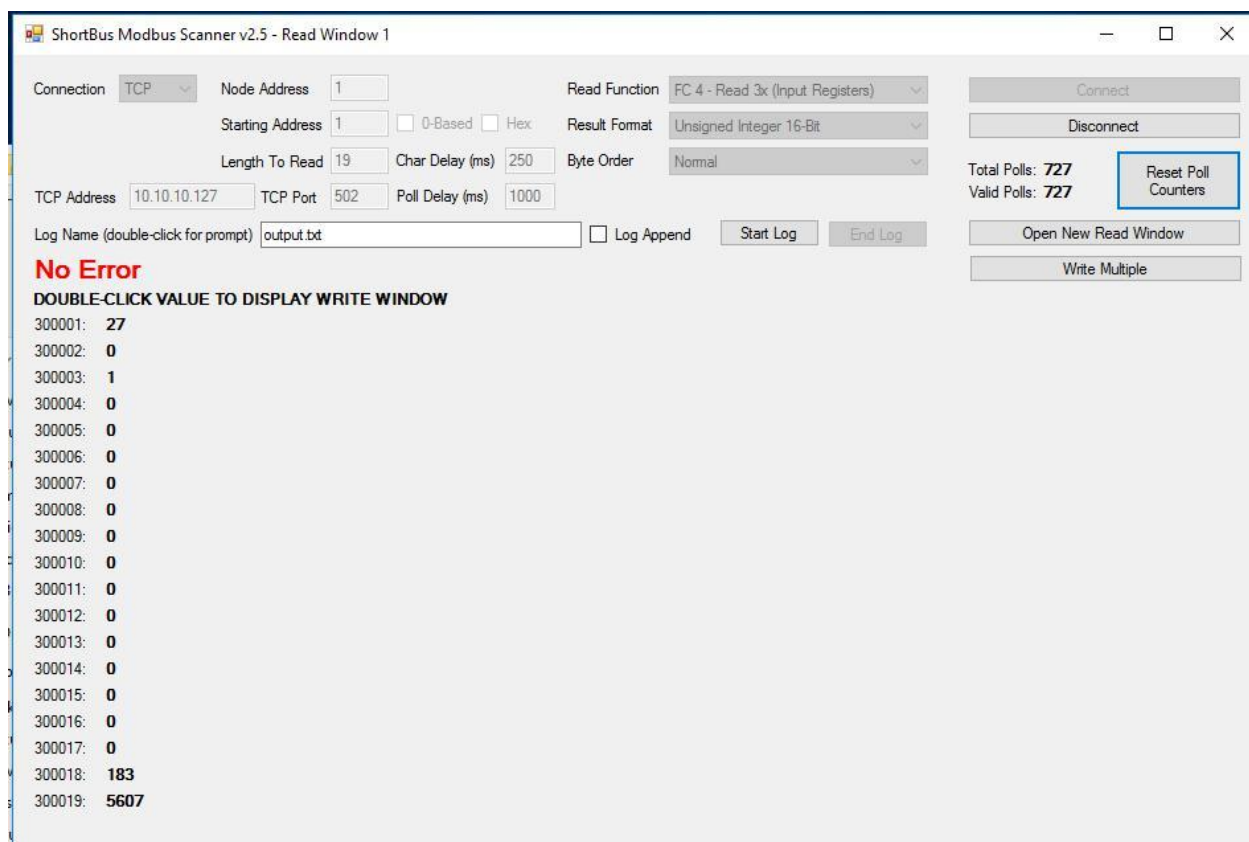 ShortBus Modbus Scanner v2.5 - Read Window 1
Connection TCP Node Address 1 Read Function FC 4 - Read 3x (Input Registers) Connect
Starting Address 1 0-Based Hex Result Format Unsigned Integer 16-Bit Disconnect
Length To Read 19 Char Delay (ms) 250 Byte Order Normal
Total Polls: 727 Reset Poll
Valid Polls: 727 Counters
TCP Address 10.10.10.127 TCP Port 502 Poll Delay (ms) 1000
Log Name (double-click for prompt) output.txt Log Append Start Log End Log Open New Read Window
No Error Write Multiple
DOUBLE-CLICK VALUE TO DISPLAY WRITE WINDOW
300001: 27
300002: 0
300003: 1
300004: 0
300005: 0
300006: 0
300007: 0
300008: 0
300009: 0
300010: 0
300011: 0
300012: 0
300013: 0
300014: 0
300015: 0
300016: 0
300017: 0
300018: 183
300019: 5607